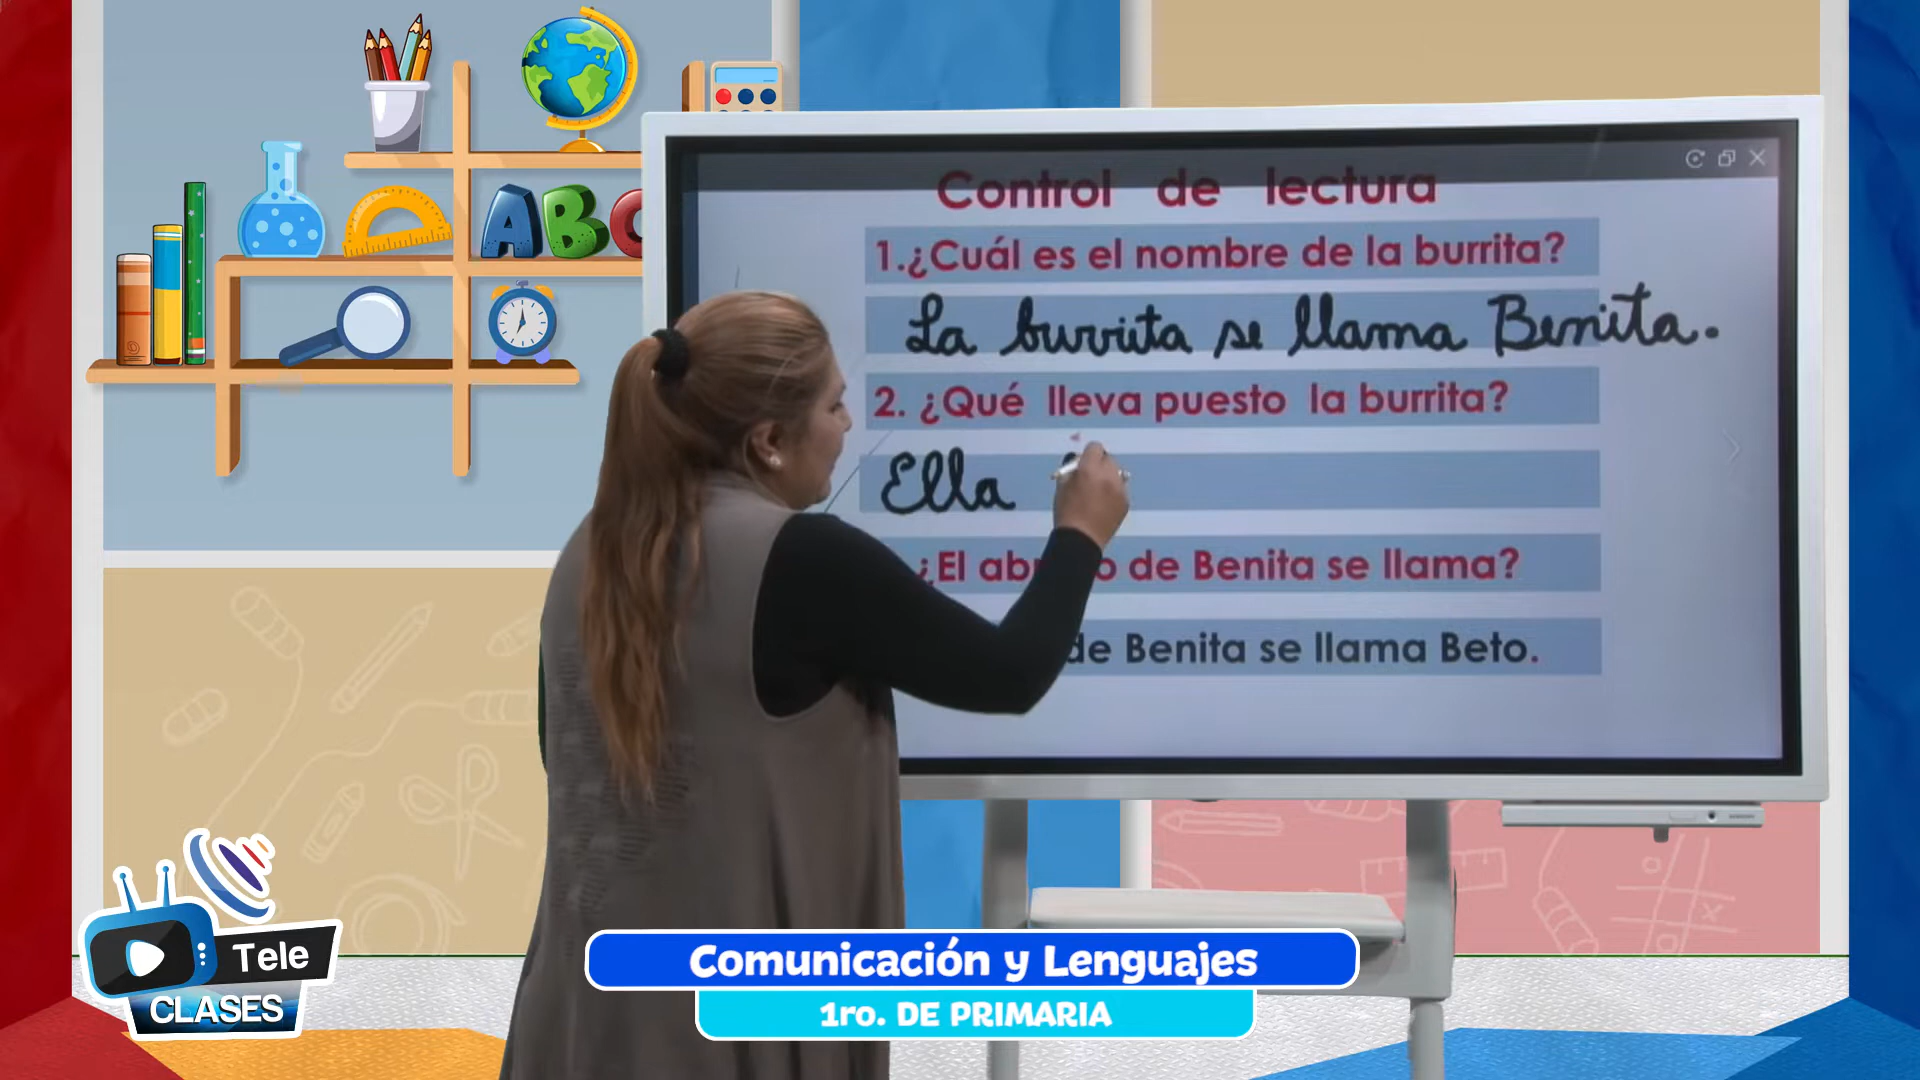 Control de lectura
1.¿Cuál es el nombre de la burrita?
La burrita se llama Benita.
2. ¿Qué lleva puesto la burrita?
Ella
¿El de Benita se llama?
de Benita se llama Beto.
ABC
Tele
CLASES
Comunicación y Lenguajes
1ro. DE PRIMARIA